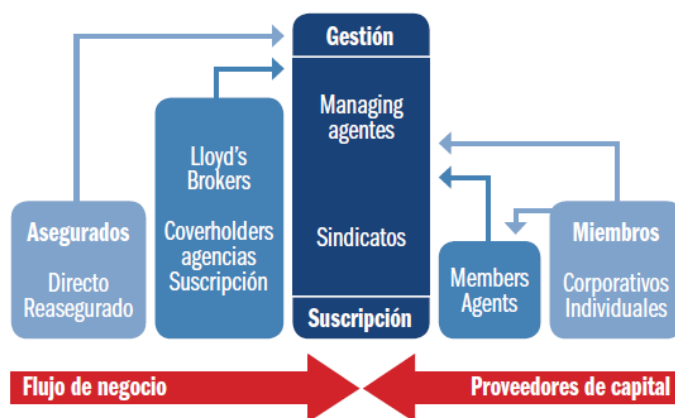 Gestión
Managing
agentes
Sindicatos
Suscripción
Lloyd's
Brokers
Coverholders
agencias
Suscripción
Asegurados
Directo
Reasegurado
Members
Agents
Miembros
Corporativos
Individuales
Flujo de negocio
Proveedores de capital